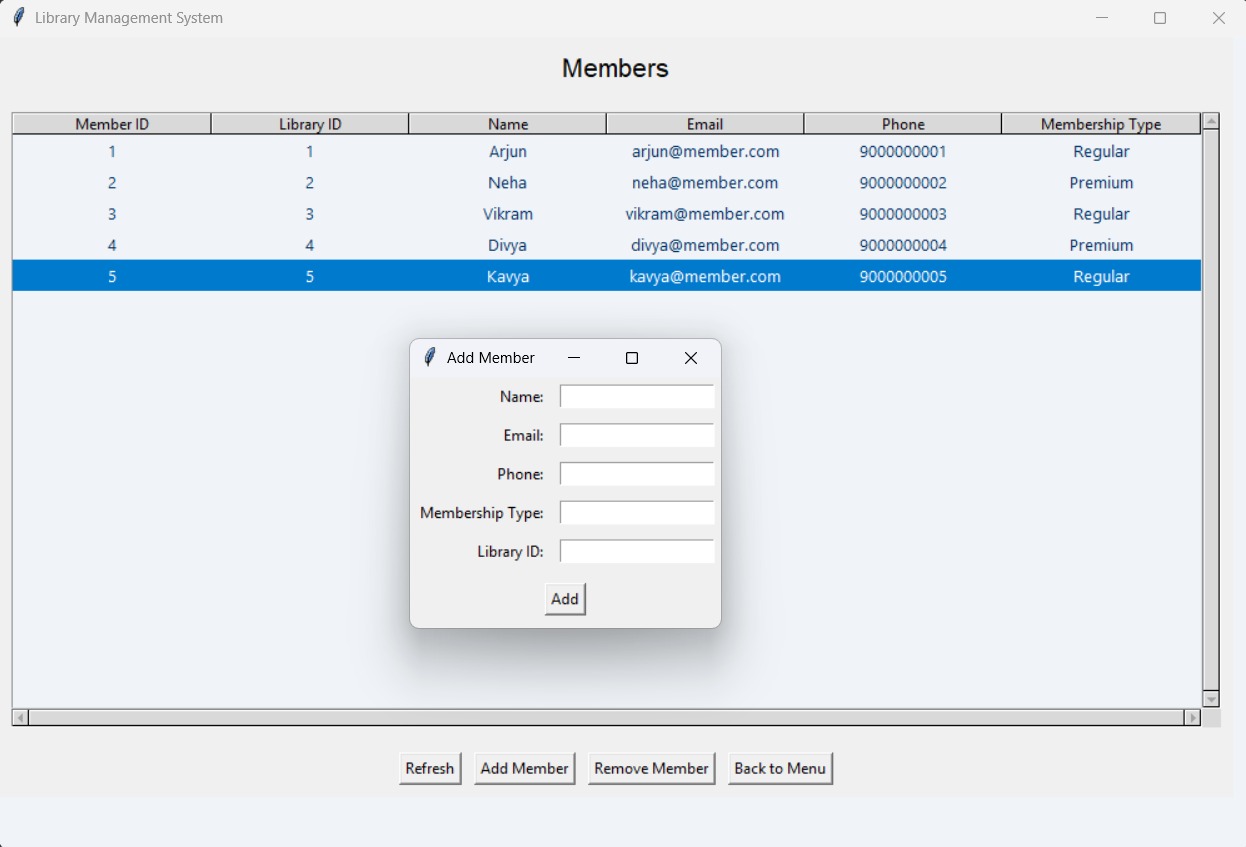 Library Management System
Members
Member ID Library ID Name Email Phone Membership Type
1 1 Arjun arjun@member.com 9000000001 Regular
2 2 Neha neha@member.com 9000000002 Premium
3 3 Vikram vikram@member.com 9000000003 Regular
4 4 Divya divya@member.com 9000000004 Premium
5 5 Kavya kavya@member.com 9000000005 Regular
Add Member
Name:
Email:
Phone:
Membership Type:
Library ID:
Add
Refresh Add Member Remove Member Back to Menu